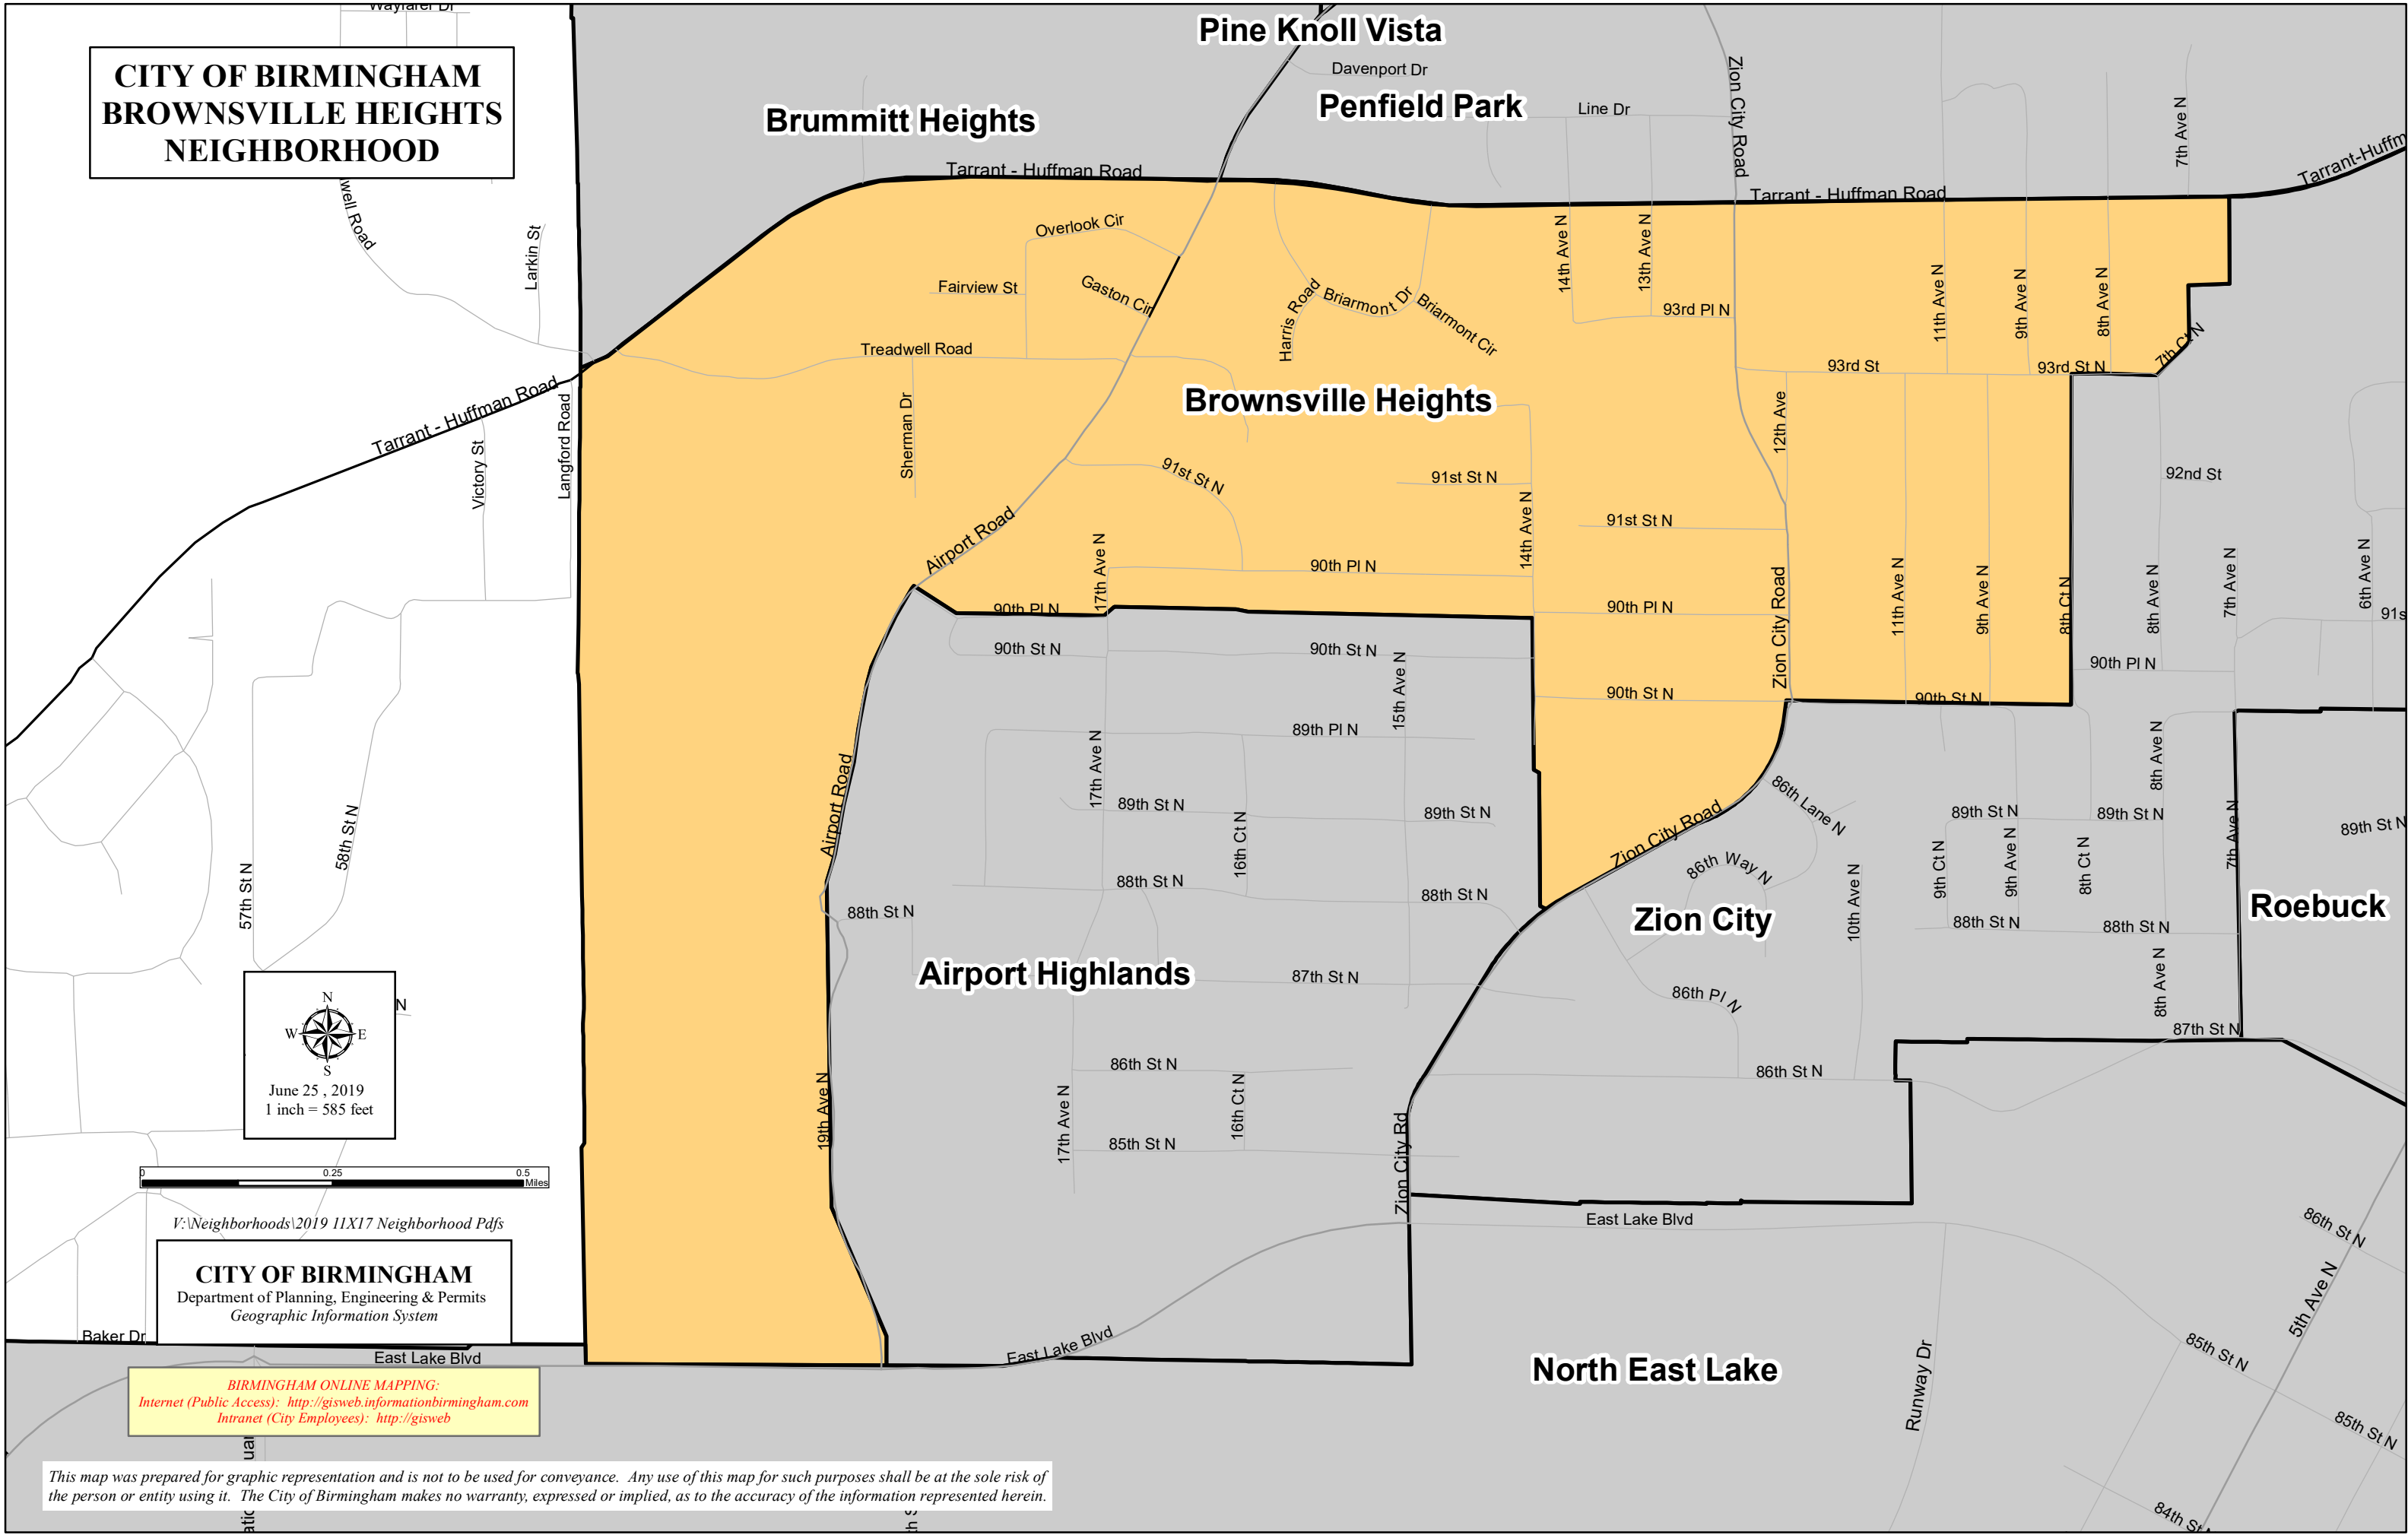 Wayfarer Dr
CITY OF BIRMINGHAM
BROWNSVILLE HEIGHTS
NEIGHBORHOOD
Pine Knoll Vista
Davenport Dr
Penfield Park
Brummitt Heights
Line Dr
Zion City Road
7th Ave N
Tarrant - Huffman Road
Tarrant - Huffman Road
Tarrant-Huffm
well Road
Larkin St
Overlook Cir
Fairview St
Gaston Cir
Harris Road
Briarmont Dr
Briarmont Cir
14th Ave N
13th Ave N
93rd Pl N
11th Ave N
9th Ave N
8th Ave N
7th Ct N
Treadwell Road
93rd St
93rd St N
Tarrant - Huffman Road
Langford Road
Victory St
Sherman Dr
Brownsville Heights
12th Ave
91st St N
91st St N
92nd St
14th Ave N
91st St N
Airport Road
17th Ave N
90th Pl N
Zion City Road
11th Ave N
9th Ave N
8th Ct N
8th Ave N
7th Ave N
6th Ave N
90th Pl N
90th Pl N
91s
90th St N
90th St N
15th Ave N
90th Pl N
90th St N
90th St N
89th Pl N
17th Ave N
8th Ave N
Airport Road
89th St N
89th St N
16th Ct N
86th Lane N
Zion City Road
89th St N
89th St N
7th Ave N
89th St N
57th St N
58th St N
86th Way N
10th Ave N
9th Ct N
9th Ave N
8th Ct N
88th St N
88th St N
88th St N
Zion City
88th St N
88th St N
Roebuck
Airport Highlands
87th St N
86th Pl N
8th Ave N
87th St N
N
N
W
E
S
June 25 , 2019
1 inch = 585 feet
86th St N
86th St N
19th Ave N
17th Ave N
16th Ct N
85th St N
Zion City Rd
0
0.25
0.5
Miles
V:\Neighborhoods\2019 11X17 Neighborhood Pdfs
East Lake Blvd
86th St N
CITY OF BIRMINGHAM
Department of Planning, Engineering & Permits
Geographic Information System
Baker Dr
East Lake Blvd
East Lake Blvd
5th Ave N
85th St N
North East Lake
Runway Dr
85th St N
BIRMINGHAM ONLINE MAPPING:
Internet (Public Access): http://gisweb.informationbirmingham.com
Intranet (City Employees): http://gisweb
This map was prepared for graphic representation and is not to be used for conveyance. Any use of this map for such purposes shall be at the sole risk of
the person or entity using it. The City of Birmingham makes no warranty, expressed or implied, as to the accuracy of the information represented herein.
84th St